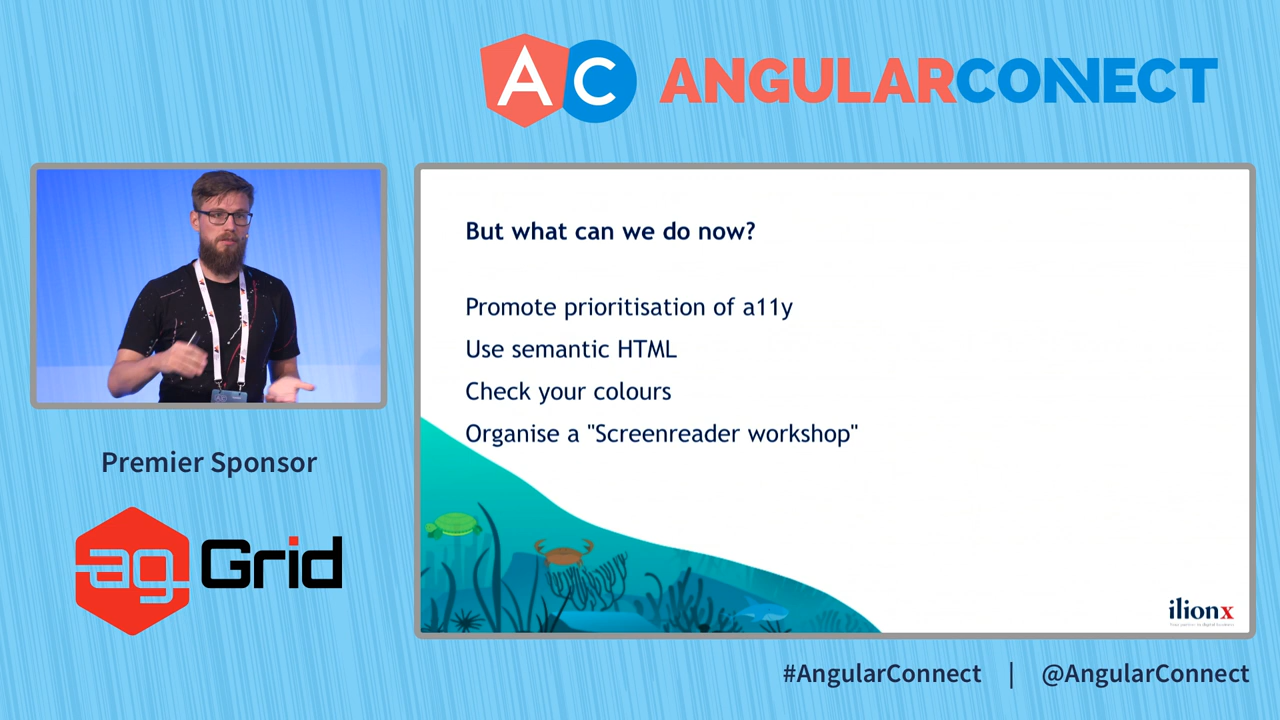 AC ANGULARCONNECT
But what can we do now?
Promote prioritisation of a11y
Use semantic HTML
Check your colours
Organise a "Screenreader workshop"
ilionx
Premier Sponsor
ag Grid
#AngularConnect | @AngularConnect